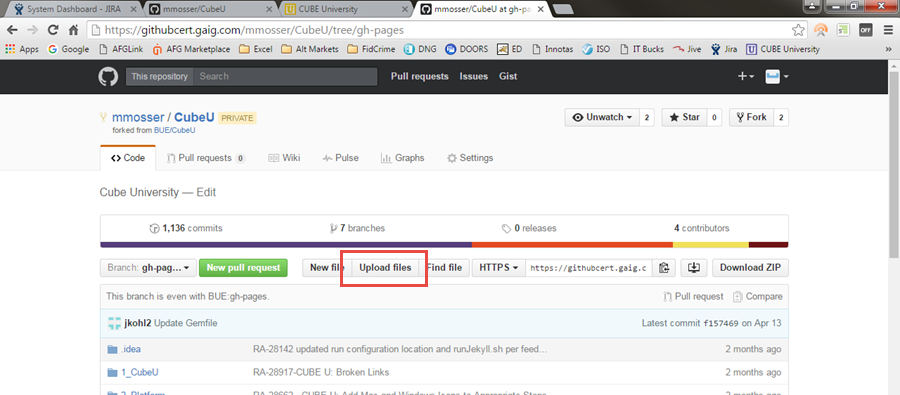 System Dashboard - JIRA mmosser/CubeU CUBE University mmosser/CubeU at gh-pag
https://githubcert.gaig.com/mmosser/CubeU/tree/gh-pages
Apps Google AFGLink AFG Marketplace Excel Alt Markets FidCrime DNG DOORS ED Innotas ISO IT Bucks Jive Jira CUBE University
This repository Search Pull requests Issues Gist
mmosser / CubeU PRIVATE Unwatch 2 Star 0 Fork 2
forked from BUE/CubeU
Code Pull requests 0 Wiki Pulse Graphs Settings
Cube University — Edit
1,136 commits 7 branches 0 releases 4 contributors
Branch: gh-pag... New pull request New file Upload files Find file HTTPS https://githubcert.gaig.c Download ZIP
This branch is even with BUE:gh-pages. Pull request Compare
jkohl2 Update Gemfile Latest commit f157469 on Apr 13
.idea RA-28142 updated run configuration location and runJekyll.sh per feed... 2 months ago
1_CubeU RA-28917-CUBE U: Broken Links 2 months ago